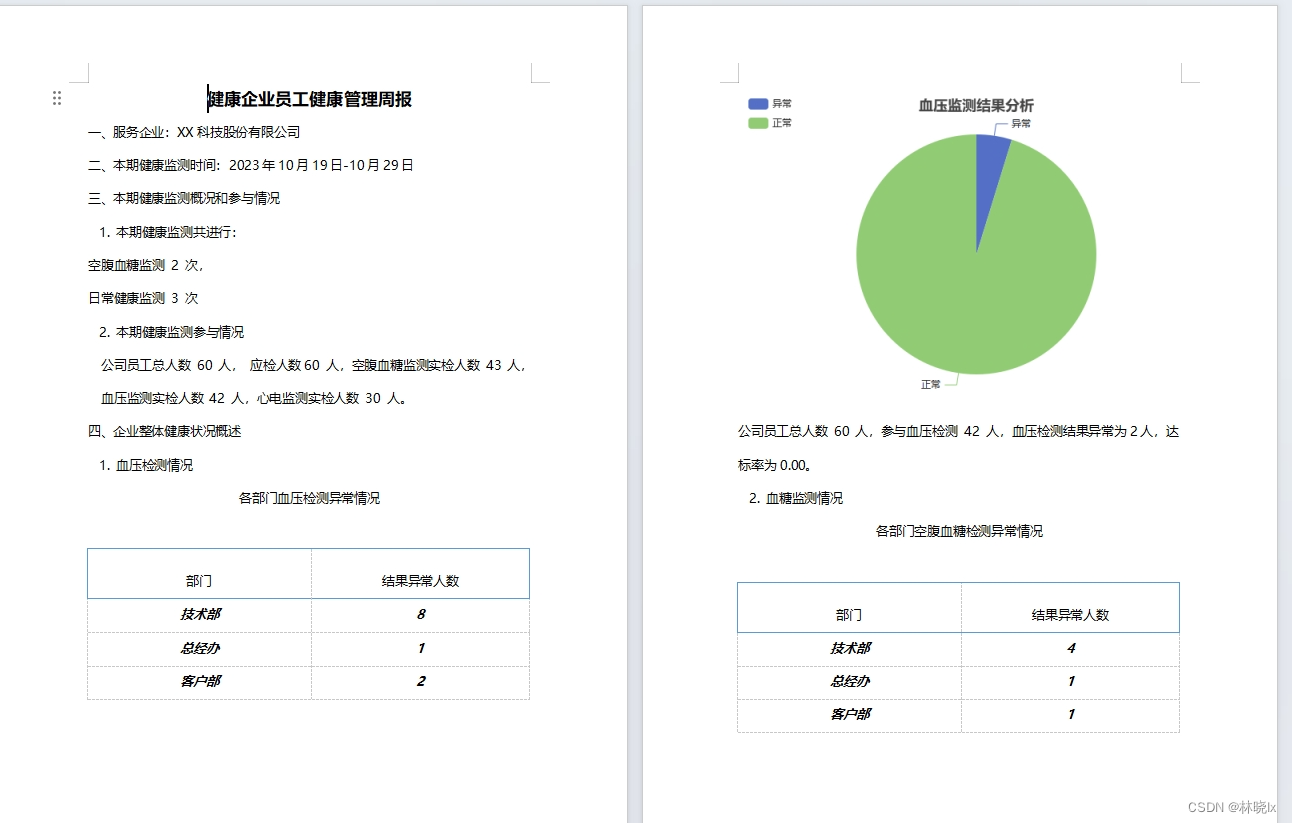 健康企业员工健康管理周报
一、服务企业：XX 科技股份有限公司
二、本期健康监测时间：2023 年 10 月 19 日-10 月 29 日
三、本期健康监测概况和参与情况
1. 本期健康监测共进行：
空腹血糖监测 2 次，
日常健康监测 3 次
2. 本期健康监测参与情况
公司员工总人数 60 人， 应检人数 60 人，空腹血糖监测实检人数 43 人，
血压监测实检人数 42 人，心电监测实检人数 30 人。
四、企业整体健康状况概述
1. 血压检测情况
各部门血压检测异常情况
部门 结果异常人数
技术部 8
总经办 1
客户部 2
血压监测结果分析
异常
正常
异常
正常
公司员工总人数 60 人，参与血压检测 42 人，血压检测结果异常为 2 人，达
标率为 0.00。
2. 血糖监测情况
各部门空腹血糖检测异常情况
部门 结果异常人数
技术部 4
总经办 1
客户部 1
CSDN @林晓lx